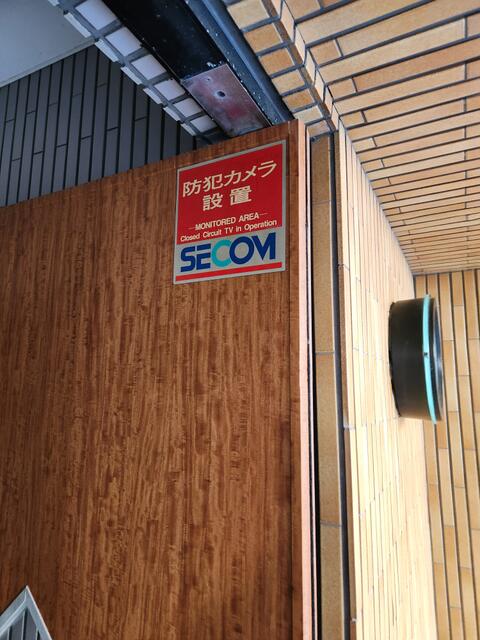 防犯カメラ
設置
MONITORED AREA
Closed Circuit TV in Operation
SECOM